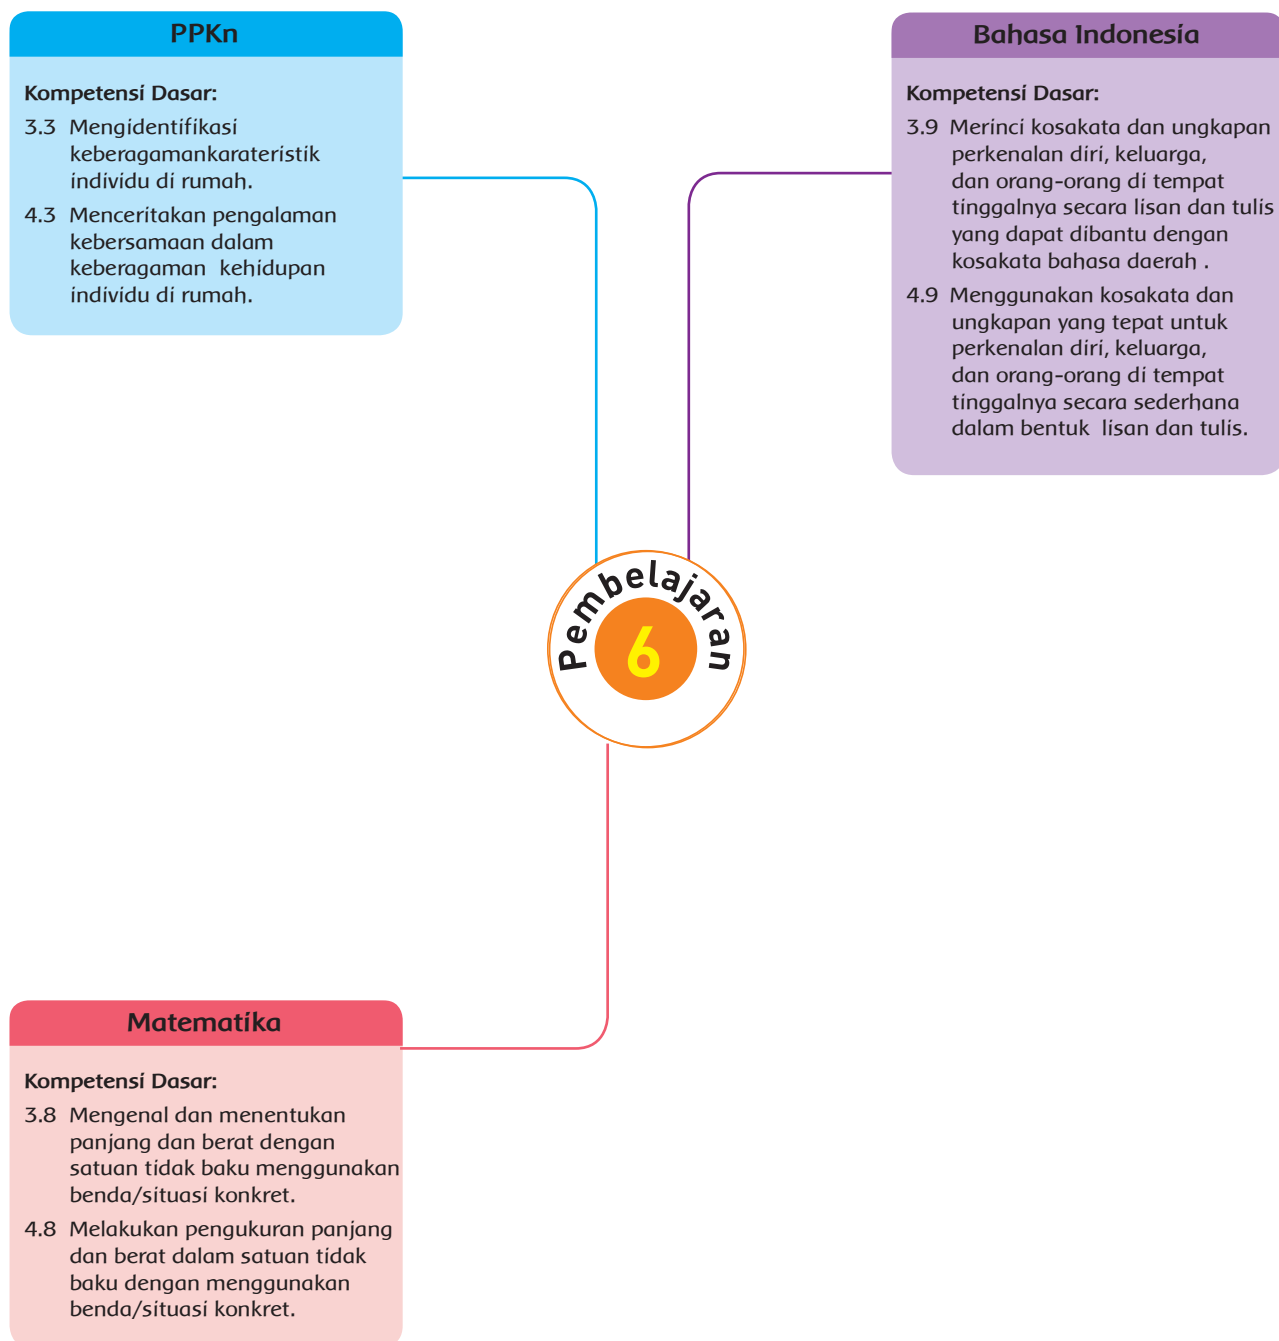 PPKn
Kompetensi Dasar:
3.3 Mengidentifikasi
keberagamankarateristik
individu di rumah.
4.3 Menceritakan pengalaman
kebersamaan dalam
keberagaman kehidupan
individu di rumah.
Bahasa Indonesia
Kompetensi Dasar:
3.9 Merinci kosakata dan ungkapan
perkenalan diri, keluarga,
dan orang-orang di tempat
tinggalnya secara lisan dan tulis
yang dapat dibantu dengan
kosakata bahasa daerah .
4.9 Menggunakan kosakata dan
ungkapan yang tepat untuk
perkenalan diri, keluarga,
dan orang-orang di tempat
tinggalnya secara sederhana
dalam bentuk lisan dan tulis.
Pembelajaran
6
Matematika
Kompetensi Dasar:
3.8 Mengenal dan menentukan
panjang dan berat dengan
satuan tidak baku menggunakan
benda/situasi konkret.
4.8 Melakukan pengukuran panjang
dan berat dalam satuan tidak
baku dengan menggunakan
benda/situasi konkret.